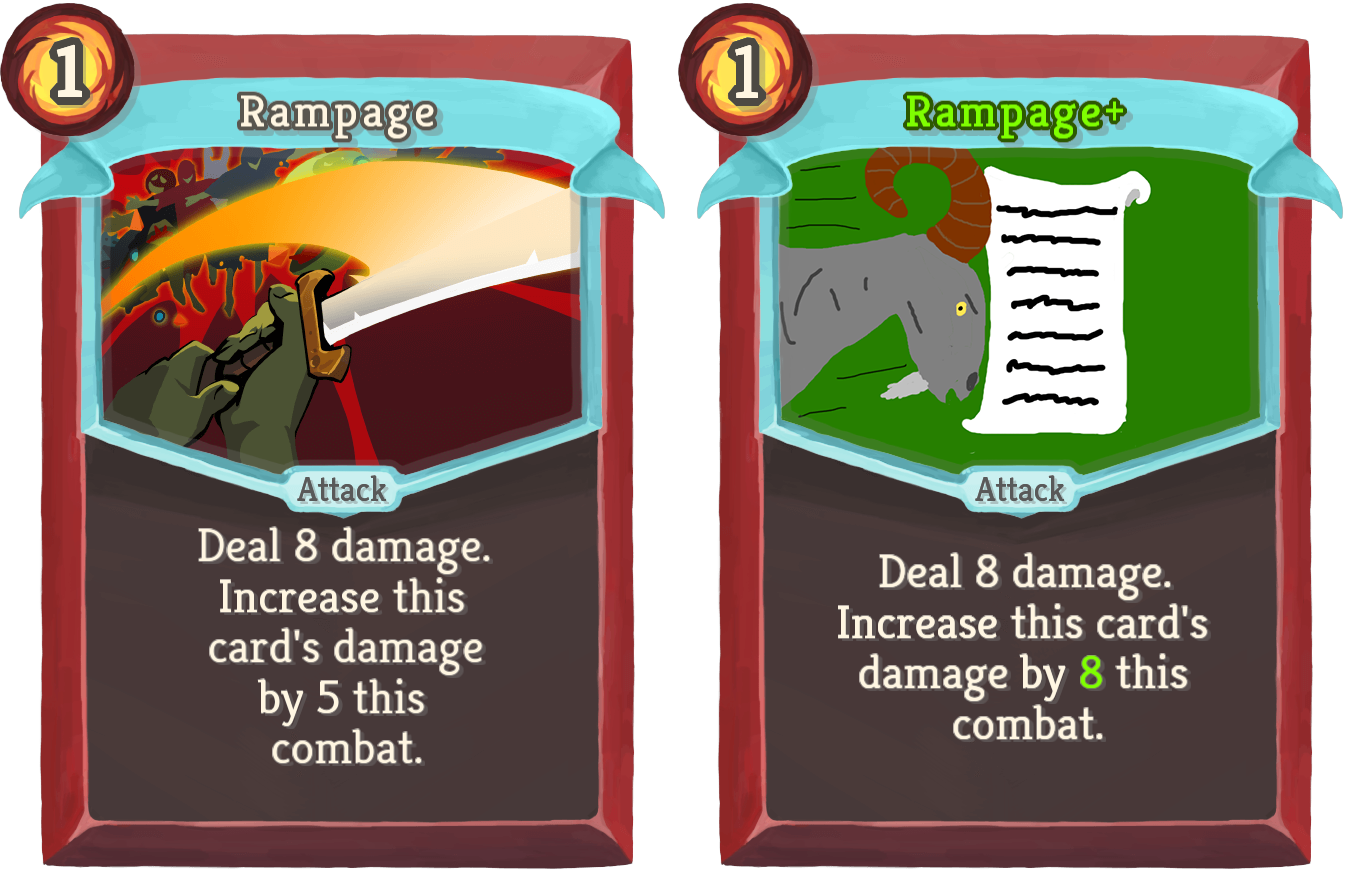 1
Rampage
Attack
Deal 8 damage.
Increase this
card's damage
by 5 this
combat.
1
Rampage+
Attack
Deal 8 damage.
Increase this card's
damage by 8 this
combat.